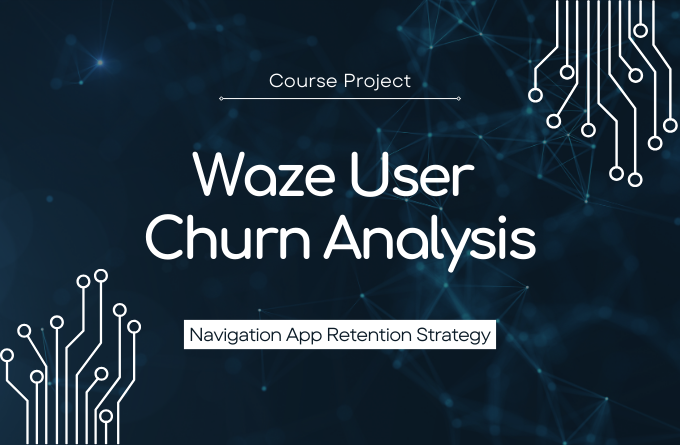 Course Project
Waze User
Churn Analysis
Navigation App Retention Strategy